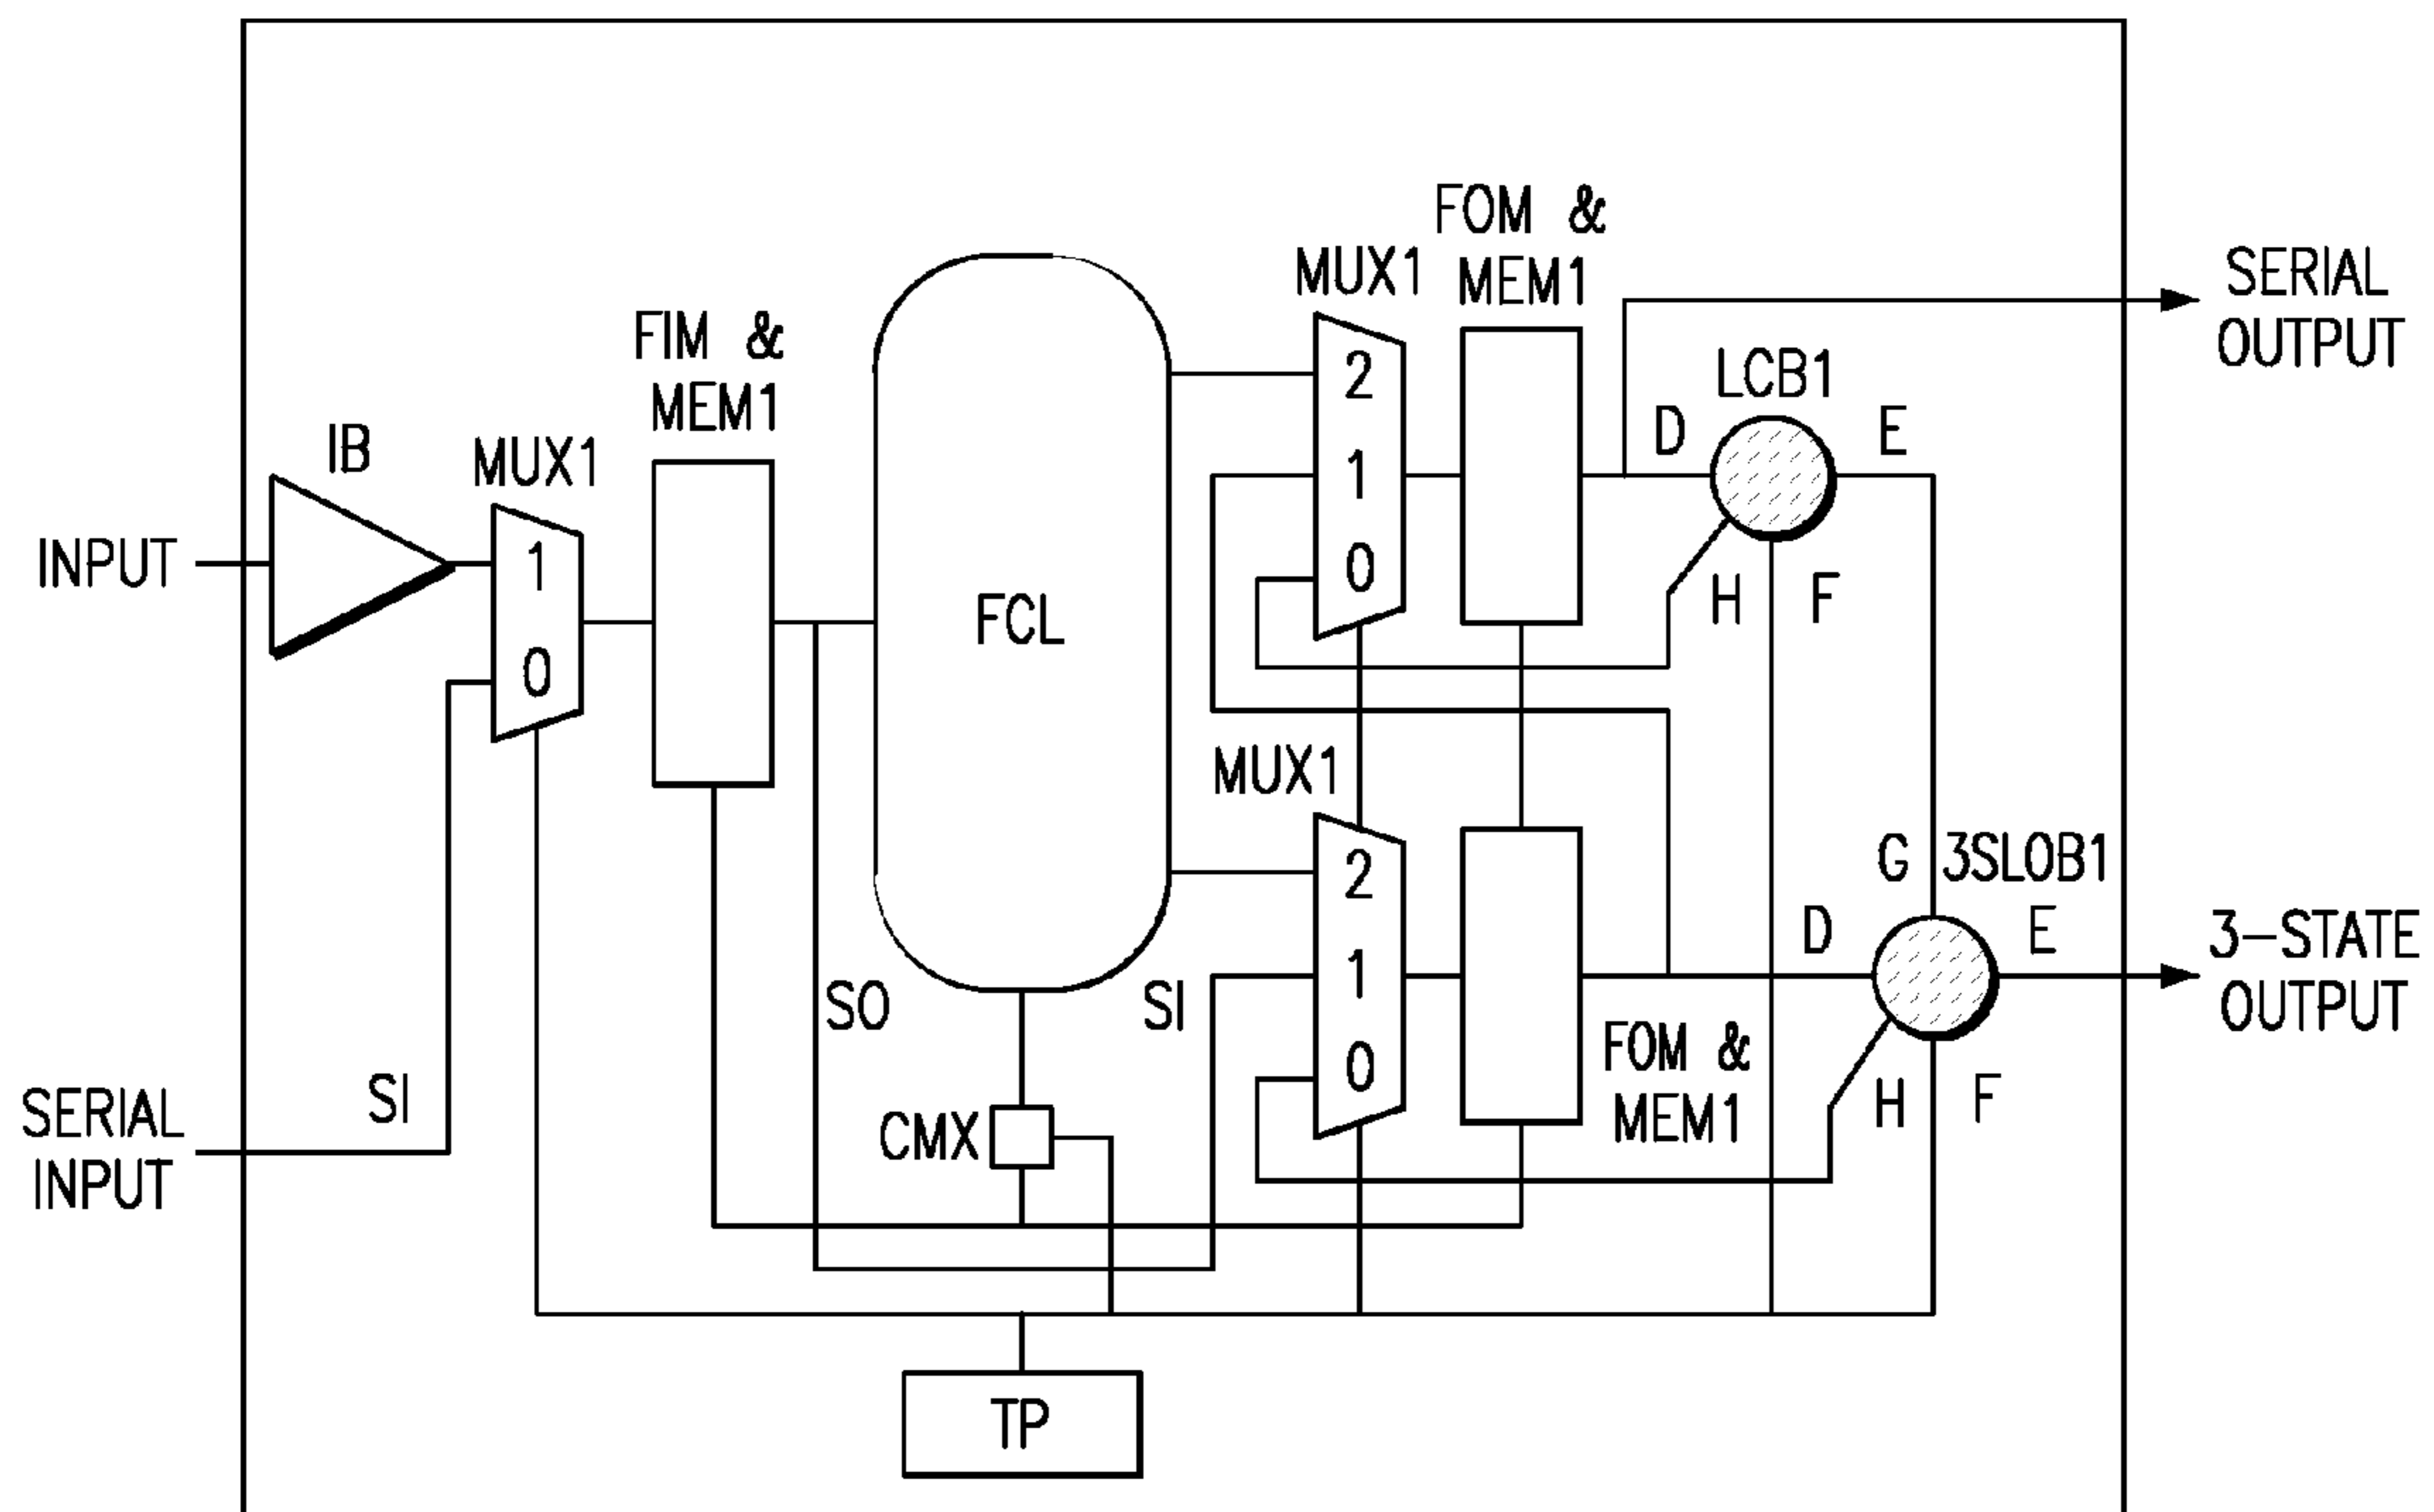 FOM &
MEM1
MUX1
SERIAL
OUTPUT
FIM &
MEM1
LCB1
2
D
E
IB
MUX1
1
INPUT
1
0
H
F
FCL
0
MUX1
G
3SLOB1
2
D
E
3-STATE
OUTPUT
SO
SI
1
FOM &
MEM1
0
H
F
SI
CMX
SERIAL
INPUT
TP